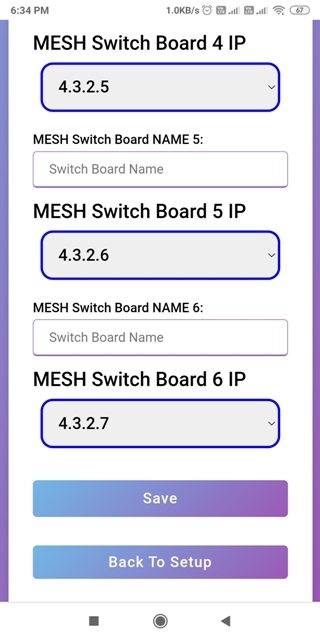 6:34 PM 1.0KB/s 67
MESH Switch Board 4 IP
4.3.2.5
MESH Switch Board NAME 5:
Switch Board Name
MESH Switch Board 5 IP
4.3.2.6
MESH Switch Board NAME 6:
Switch Board Name
MESH Switch Board 6 IP
4.3.2.7
Save
Back To Setup